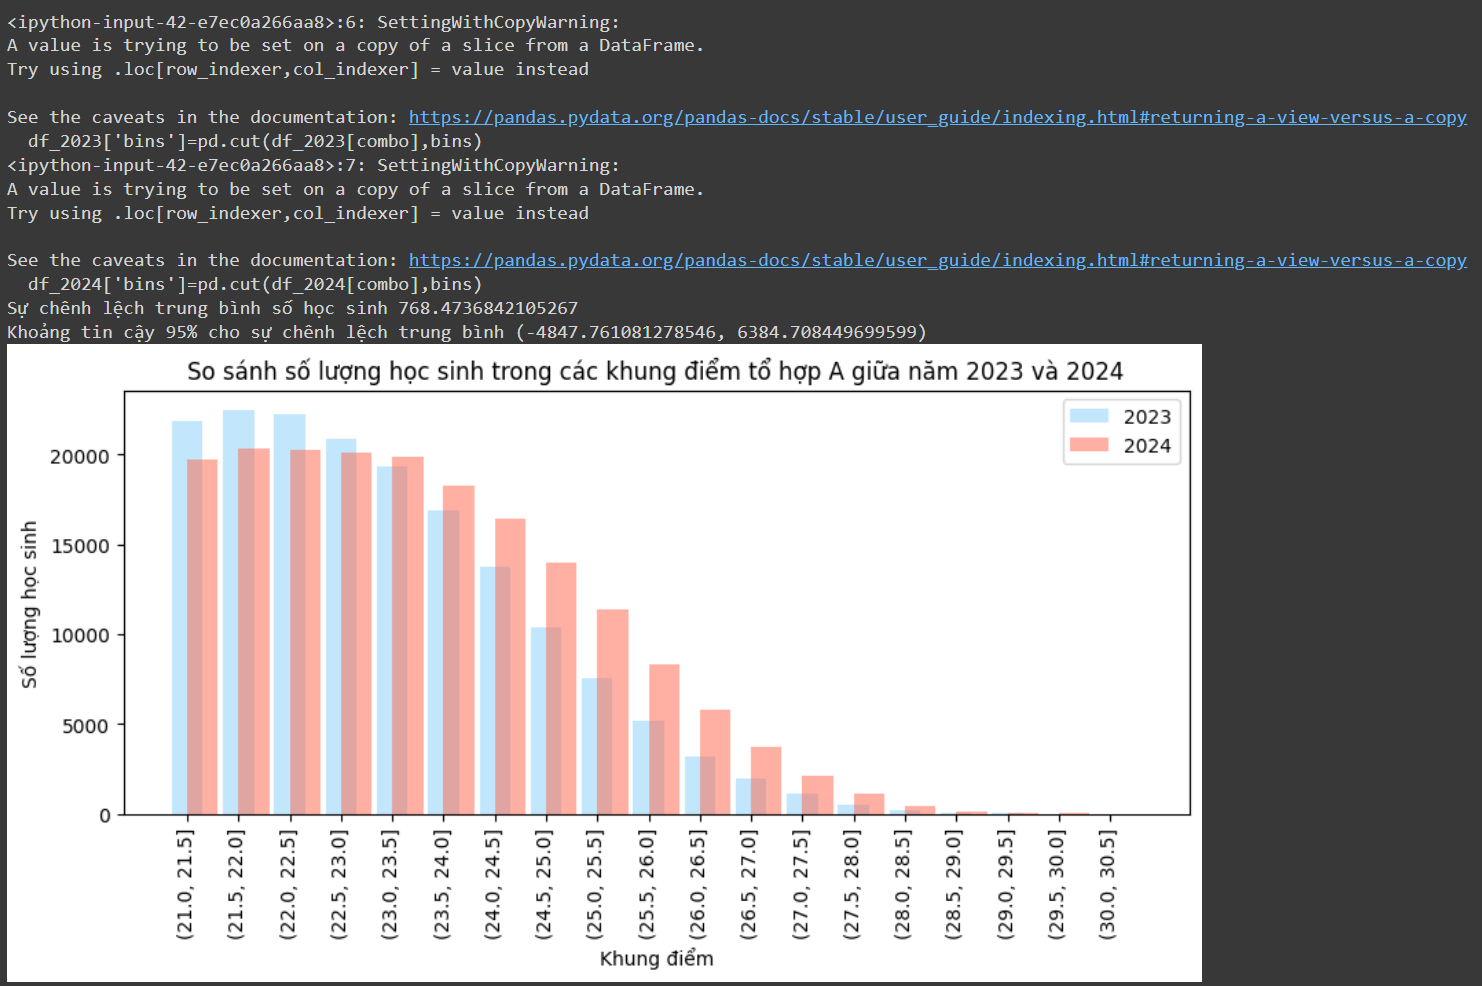 <ipython-input-42-e7ec0a266aa8>:6: SettingWithCopyWarning:
A value is trying to be set on a copy of a slice from a DataFrame.
Try using .loc[row_indexer,col_indexer] = value instead
See the caveats in the documentation: https://pandas.pydata.org/pandas-docs/stable/user_guide/indexing.html#returning-a-view-versus-a-copy
df_2023['bins']=pd.cut(df_2023[combo],bins)
<ipython-input-42-e7ec0a266aa8>:7: SettingWithCopyWarning:
A value is trying to be set on a copy of a slice from a DataFrame.
Try using .loc[row_indexer,col_indexer] = value instead
See the caveats in the documentation: https://pandas.pydata.org/pandas-docs/stable/user_guide/indexing.html#returning-a-view-versus-a-copy
df_2024['bins']=pd.cut(df_2024[combo],bins)
Sự chênh lệch trung bình số học sinh 768.4736842105267
Khoảng tin cậy 95% cho sự chênh lệch trung bình (-4847.761081278546, 6384.708449699599)
So sánh số lượng học sinh trong các khung điểm tổ hợp A giữa năm 2023 và 2024
2023
2024
Số lượng học sinh
20000
15000
10000
5000
0
(21.0, 21.5]
(21.5, 22.0]
(22.0, 22.5]
(22.5, 23.0]
(23.0, 23.5]
(23.5, 24.0]
(24.0, 24.5]
(24.5, 25.0]
(25.0, 25.5]
(25.5, 26.0]
(26.0, 26.5]
(26.5, 27.0]
(27.0, 27.5]
(27.5, 28.0]
(28.0, 28.5]
(28.5, 29.0]
(29.0, 29.5]
(29.5, 30.0]
(30.0, 30.5]
Khung điểm